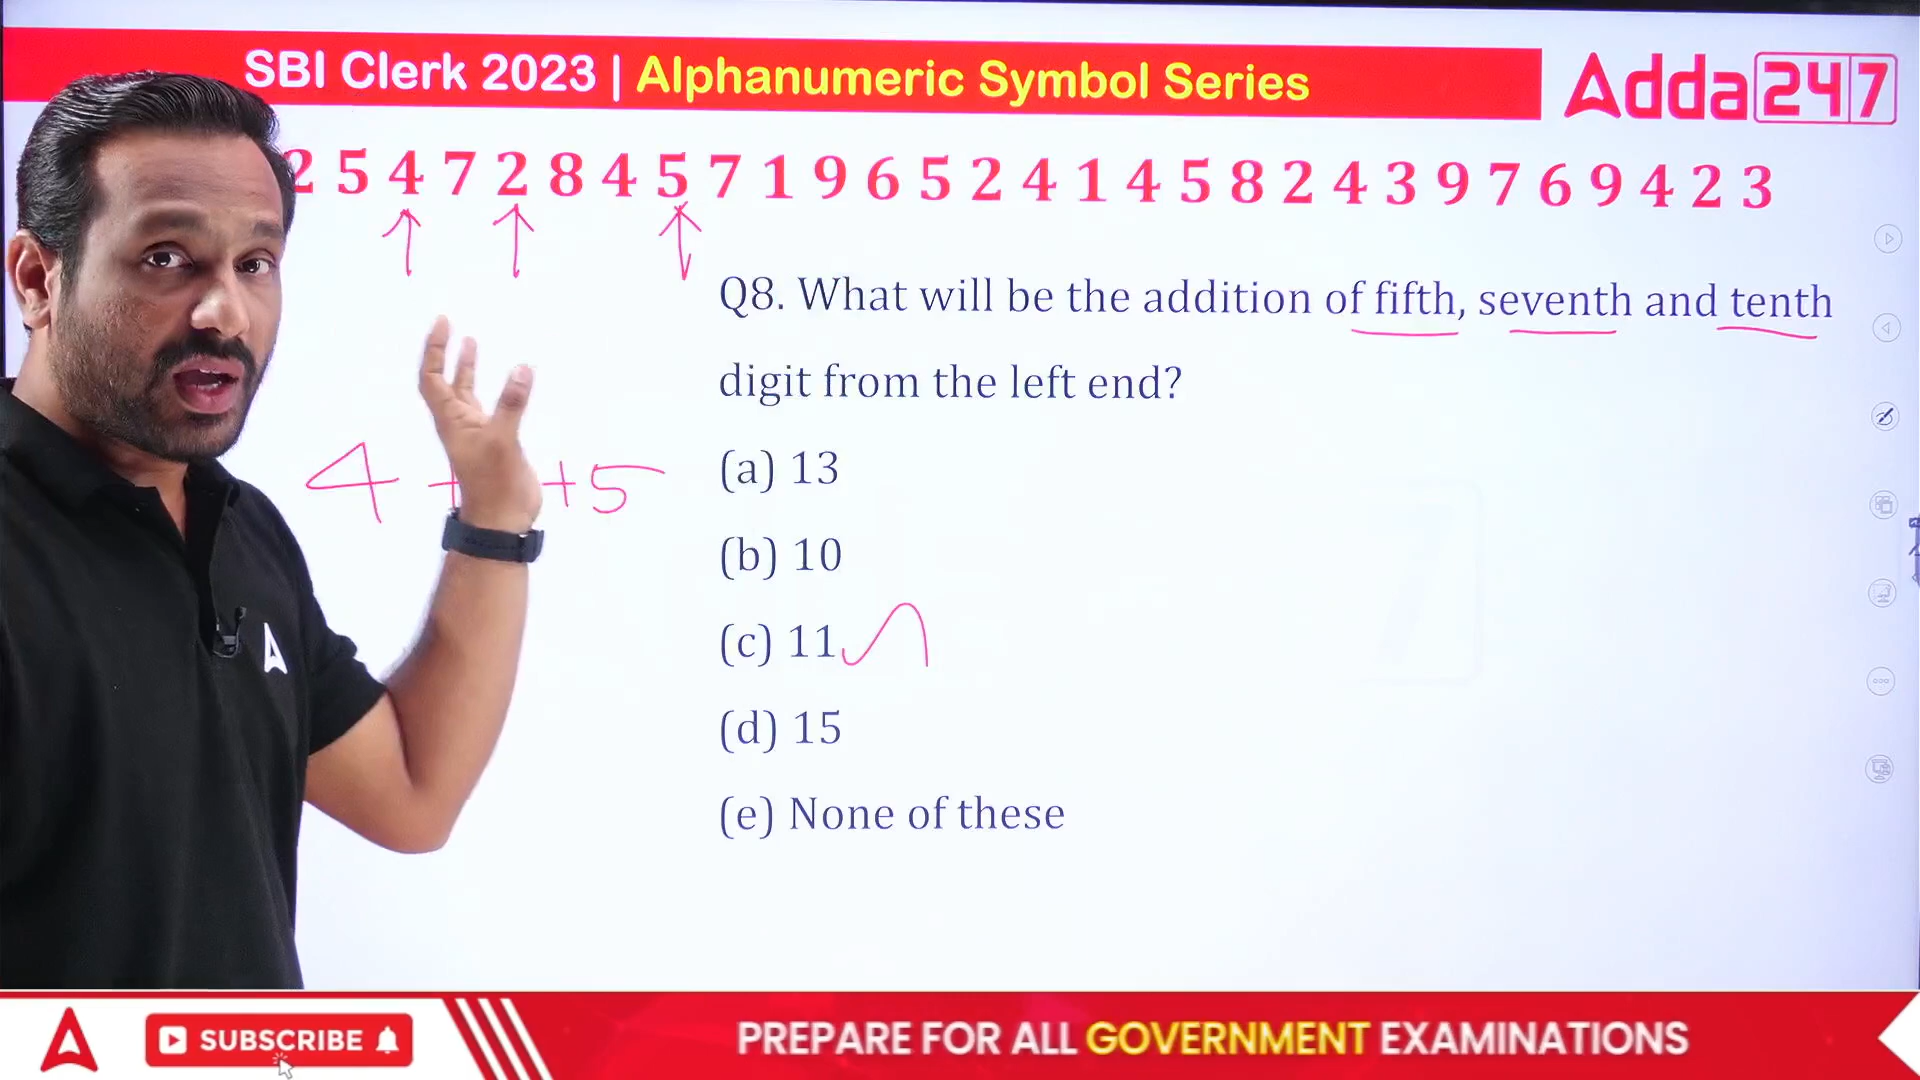 SBI Clerk 2023 | Alphanumeric Symbol Series
Adda247
2 5 4 7 2 8 4 5 7 1 9 6 5 2 4 1 4 5 8 2 4 3 9 7 6 9 4 2 3
Q8. What will be the addition of fifth, seventh and tenth
digit from the left end?
4 + +5
(a) 13
(b) 10
(c) 11
(d) 15
(e) None of these
SUBSCRIBE
PREPARE FOR ALL GOVERNMENT EXAMINATIONS